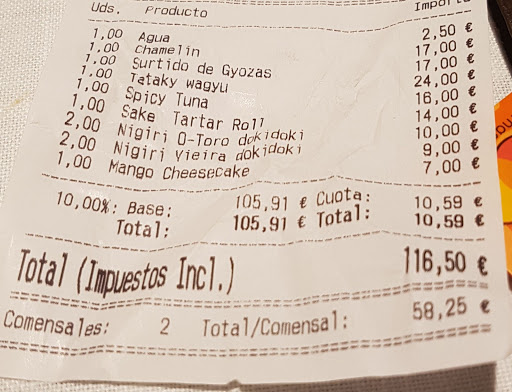 Uds. Producto Importe
1,00 Agua 2,50 €
1,00 Chamelin 17,00 €
1,00 Surtido de Gyozas 17,00 €
1,00 Tataky wagyu 24,00 €
1,00 Spicy Tuna 16,00 €
1,00 Sake Tartar Roll 14,00 €
2,00 Nigiri O-Toro dokidoki 10,00 €
2,00 Nigiri Vieira dokidoki 9,00 €
1,00 Mango Cheesecake 7,00 €
10,00%: Base: 105,91 € Cuota: 10,59 €
Total: 105,91 € Total: 10,59 €
Total (Impuestos Incl.) 116,50 €
Comensales: 2 Total/Comensal: 58,25 €